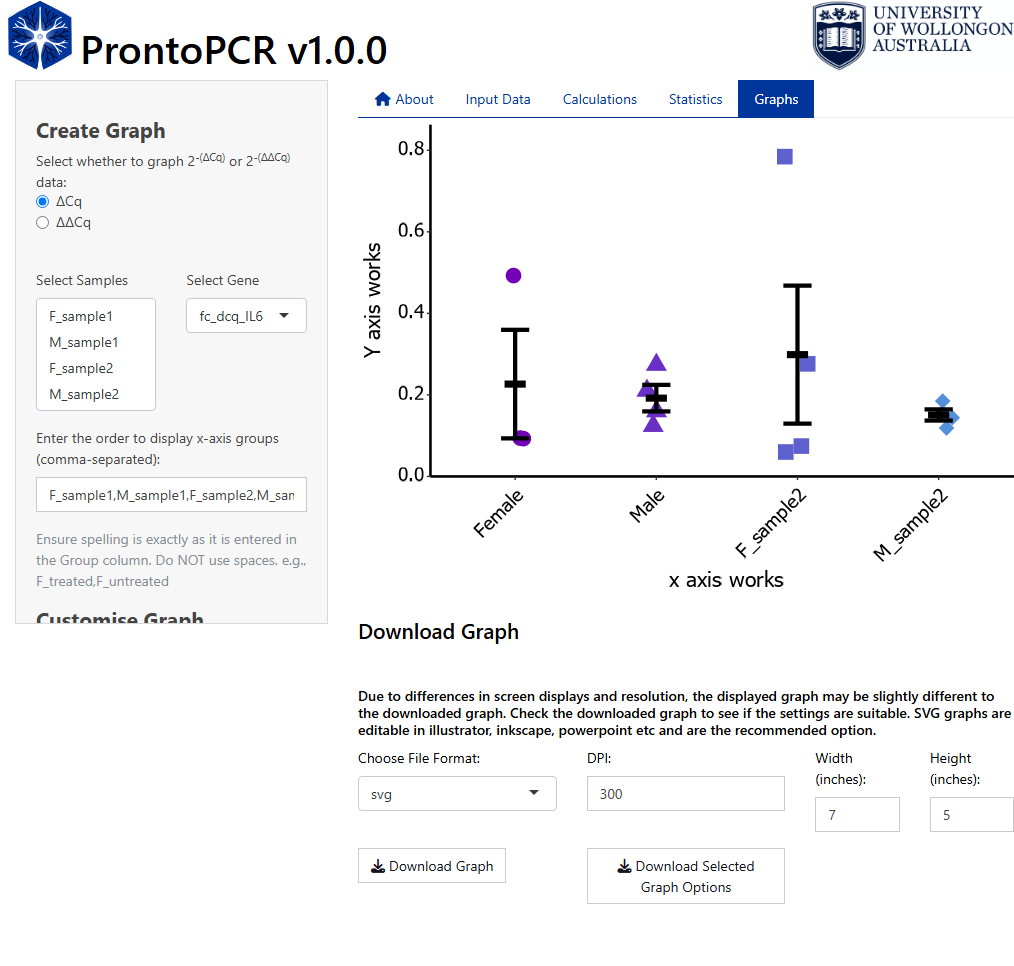 ProntoPCR v1.0.0
UNIVERSITY
OF WOLLONGONG
AUSTRALIA
About
Input Data
Calculations
Statistics
Graphs
Create Graph
Select whether to graph 2-(ΔCq) or 2-(ΔΔCq)
data:
ΔCq
ΔΔCq
Select Samples
Select Gene
F_sample1
M_sample1
F_sample2
M_sample2
fc_dcq_IL6
Enter the order to display x-axis groups
(comma-separated):
F_sample1,M_sample1,F_sample2,M_sam
Ensure spelling is exactly as it is entered in
the Group column. Do NOT use spaces. e.g.,
F_treated,F_untreated
Customise Graph
Y axis works
0.8
0.6
0.4
0.2
0.0
Female
Male
F_sample2
M_sample2
x axis works
Download Graph
Due to differences in screen displays and resolution, the displayed graph may be slightly different to
the downloaded graph. Check the downloaded graph to see if the settings are suitable. SVG graphs are
editable in illustrator, inkscape, powerpoint etc and are the recommended option.
Choose File Format:
DPI:
Width
(inches):
Height
(inches):
svg
300
7
5
Download Graph
Download Selected
Graph Options